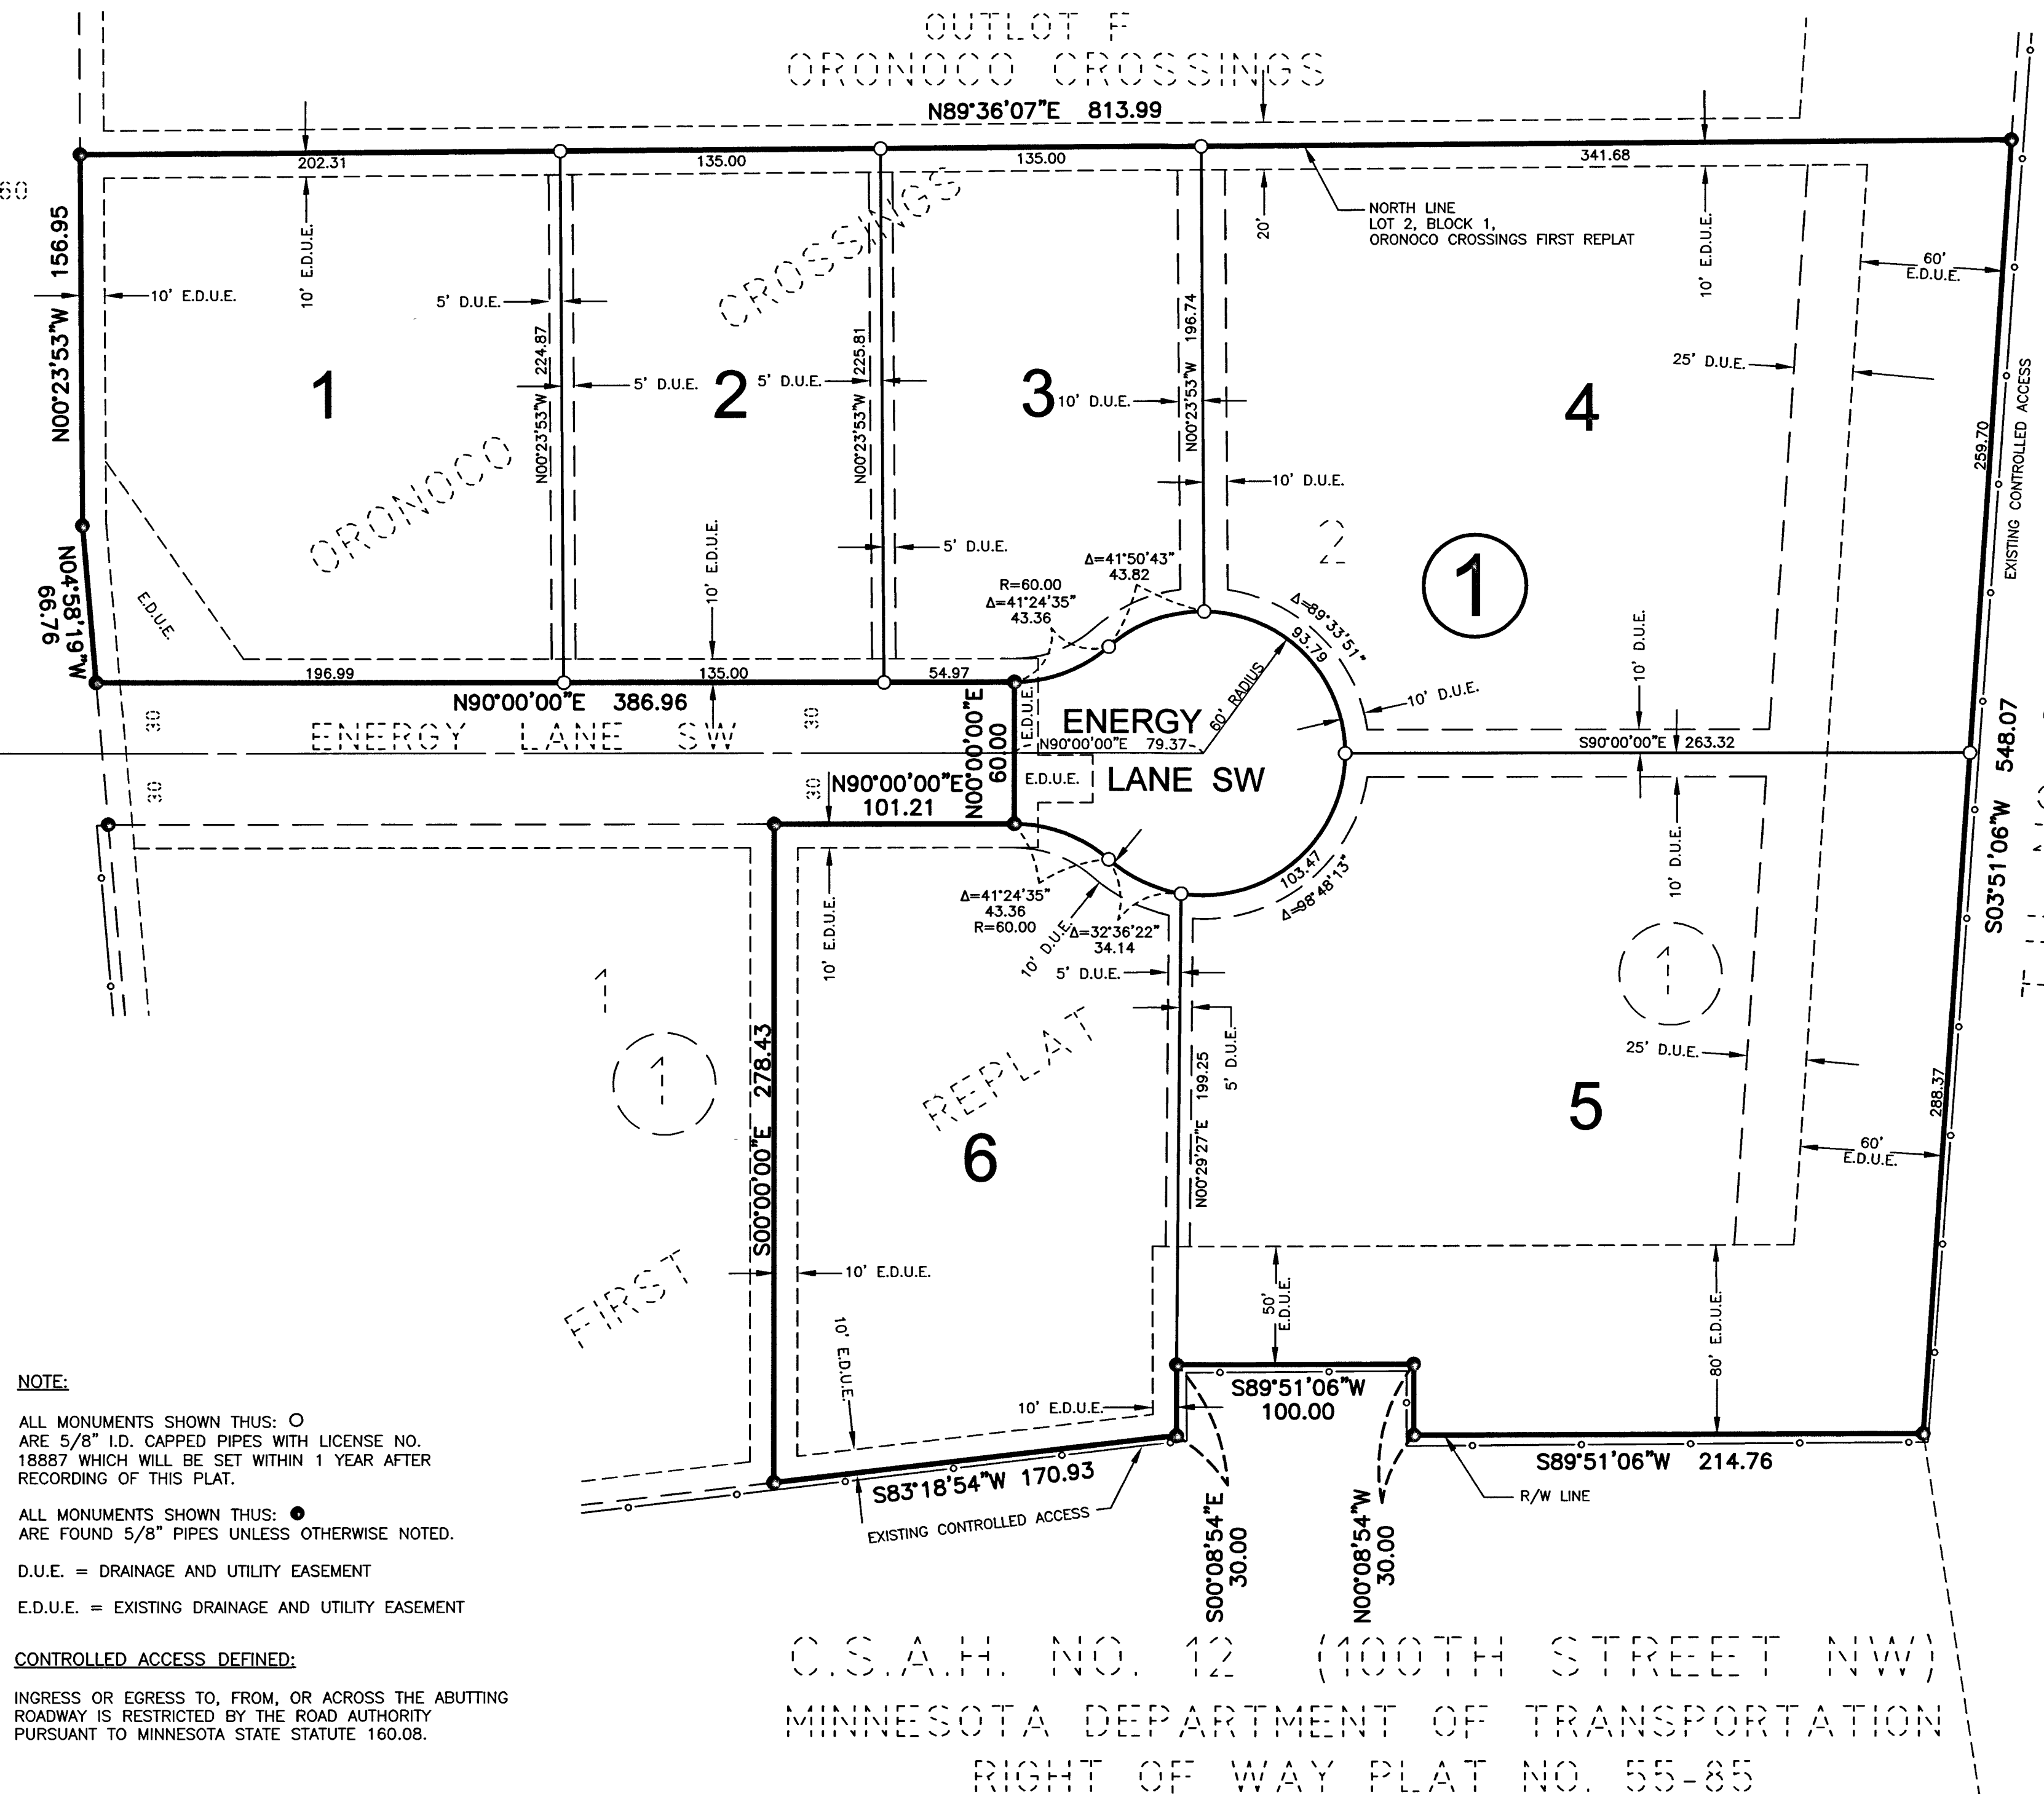 OUTLOT F
ORONOCO CROSSINGS
N89°36'07"E 813.99
202.31
135.00
135.00
341.68
60
N00°23'53"W 156.95
10' E.D.U.E.
10' E.D.U.E.
5' D.U.E.
N00°23'53"W 224.87
5' D.U.E.
1
ORONOCO
CROSSINGS
2
5' D.U.E.
N00°23'53"W 225.81
5' D.U.E.
10' E.D.U.E.
3
10' D.U.E.
N00°23'53"W 196.74
10' D.U.E.
20'
NORTH LINE
LOT 2, BLOCK 1,
ORONOCO CROSSINGS FIRST REPLAT
10' E.D.U.E.
60'
E.D.U.E.
25' D.U.E.
4
2
1
259.70
EXISTING CONTROLLED ACCESS
N04°58'19"W
66.76
E.D.U.E.
Δ=41°50'43"
43.82
R=60.00
Δ=41°24'35"
43.36
Δ=89°33'51"
93.79
60' RADIUS
10' D.U.E.
10' D.U.E.
196.99
135.00
54.97
N90°00'00"E 386.96
30
30
ENERGY LANE SW
N00°00'00"E
60.00
E.D.U.E.
ENERGY
N90°00'00"E 79.37
LANE SW
E.D.U.E.
S90°00'00"E 263.32
30
30
N90°00'00"E
101.21
S03°51'06"W 548.07
10' D.U.E.
103.47
Δ=98°48'13"
Δ=41°24'35"
43.36
R=60.00
10' D.U.E.
Δ=32°36'22"
34.14
5' D.U.E.
5' D.U.E.
N00°29'27"E 199.25
10' E.D.U.E.
1
1
S00°00'00"E 278.43
REPLAT
6
FIRST
10' E.D.U.E.
10' E.D.U.E.
10' E.D.U.E.
1
25' D.U.E.
5
288.37
60'
E.D.U.E.
50'
E.D.U.E.
80' E.D.U.E.
S89°51'06"W
100.00
S89°51'06"W 214.76
R/W LINE
S83°18'54"W 170.93
EXISTING CONTROLLED ACCESS
S00°08'54"E
30.00
N00°08'54"W
30.00
NOTE:
ALL MONUMENTS SHOWN THUS:
ARE 5/8" I.D. CAPPED PIPES WITH LICENSE NO.
18887 WHICH WILL BE SET WITHIN 1 YEAR AFTER
RECORDING OF THIS PLAT.
ALL MONUMENTS SHOWN THUS:
ARE FOUND 5/8" PIPES UNLESS OTHERWISE NOTED.
D.U.E. = DRAINAGE AND UTILITY EASEMENT
E.D.U.E. = EXISTING DRAINAGE AND UTILITY EASEMENT
CONTROLLED ACCESS DEFINED:
INGRESS OR EGRESS TO, FROM, OR ACROSS THE ABUTTING
ROADWAY IS RESTRICTED BY THE ROAD AUTHORITY
PURSUANT TO MINNESOTA STATE STATUTE 160.08.
C.S.A.H. NO. 12 (100TH STREET NW)
MINNESOTA DEPARTMENT OF TRANSPORTATION
RIGHT OF WAY PLAT NO. 55-85